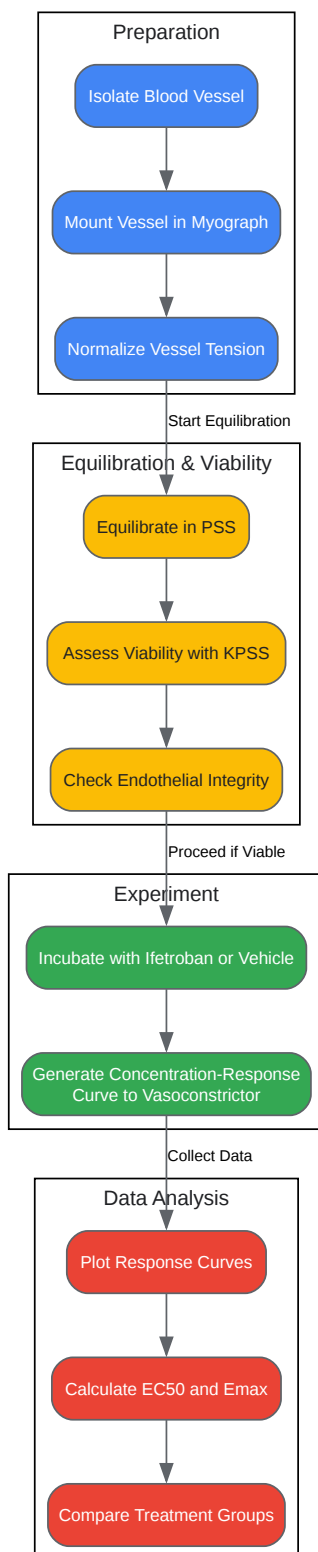 Preparation
Isolate Blood Vessel
Mount Vessel in Myograph
Normalize Vessel Tension
Start Equilibration
Equilibration & Viability
Equilibrate in PSS
Assess Viability with KPSS
Check Endothelial Integrity
Proceed if Viable
Experiment
Incubate with Ifetroban or Vehicle
Generate Concentration-Response
Curve to Vasoconstrictor
Collect Data
Data Analysis
Plot Response Curves
Calculate EC50 and Emax
Compare Treatment Groups